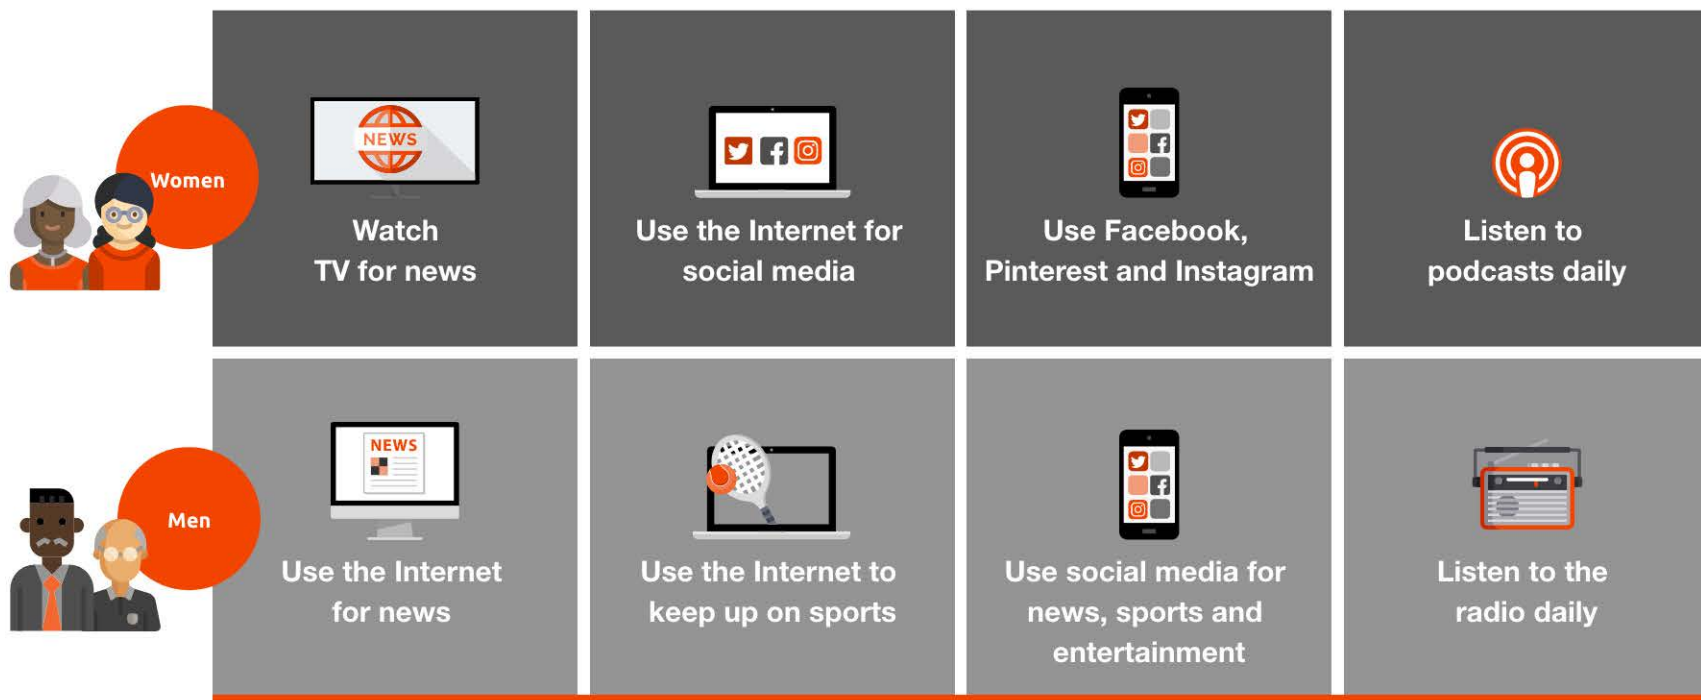 Women
NEWS
Watch
TV for news
Use the Internet for
social media
Use Facebook,
Pinterest and Instagram
Listen to
podcasts daily
Men
NEWS
Use the Internet
for news
Use the Internet to
keep up on sports
Use social media for
news, sports and
entertainment
Listen to the
radio daily